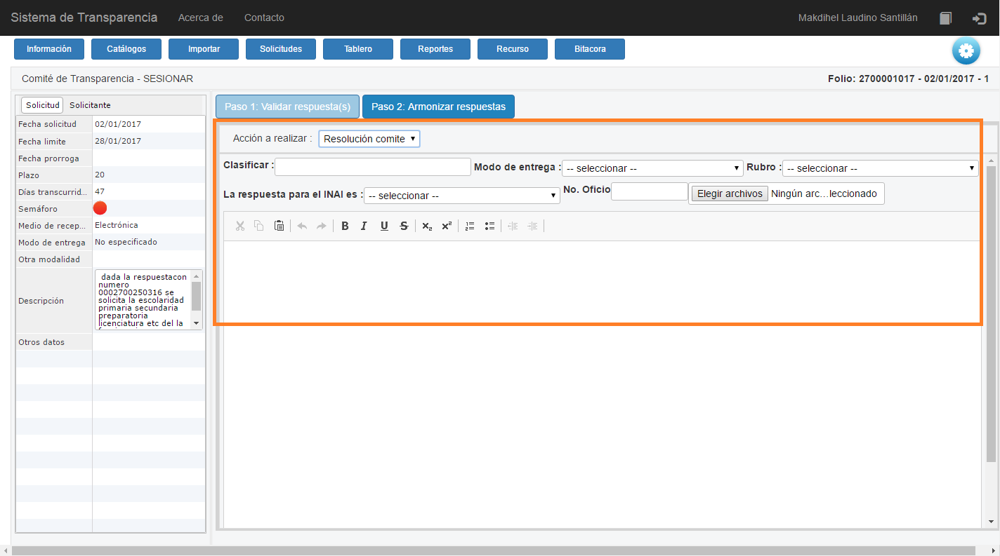 Sistema de Transparencia Acerca de Contacto Makdihel Laudino Santillán
Información Catálogos Importar Solicitudes Tablero Reportes Recurso Bitacora
Comité de Transparencia - SESIONAR Folio: 2700001017 - 02/01/2017 - 1
Solicitud Solicitante
Fecha solicitud 02/01/2017
Fecha limite 28/01/2017
Fecha prorroga
Plazo 20
Días transcurrid... 47
Semáforo
Medio de recep... Electrónica
Modo de entrega No especificado
Otra modalidad
Descripción
dada la respuestacon
numero
0002700250316 se
solicita la escolaridad
primaria secundaria
preparatoria
licenciatura etc del la
Otros datos
Paso 1: Validar respuesta(s) Paso 2: Armonizar respuestas
Acción a realizar : Resolución comite
Clasificar : Modo de entrega : -- seleccionar -- Rubro : -- seleccionar --
La respuesta para el INAI es : -- seleccionar -- No. Oficio Elegir archivos Ningún arc...leccionado
B I U S x₂ x²